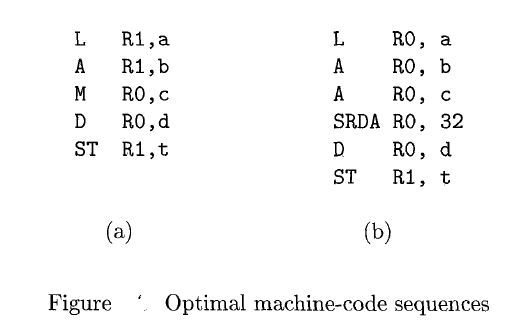 L R1,a
A R1,b
M R0,c
D R0,d
ST R1,t
(a)
L R0, a
A R0, b
A R0, c
SRDA R0, 32
D R0, d
ST R1, t
(b)
Figure Optimal machine-code sequences